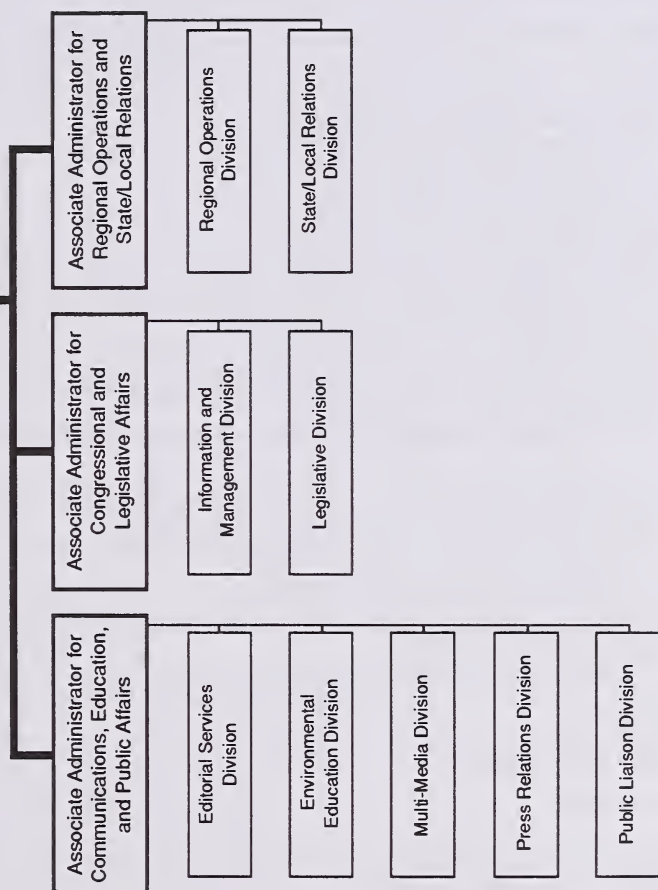 Associate Administrator for
Communications, Education,
and Public Affairs
Editorial Services
Division
Environmental
Education Division
Multi-Media Division
Press Relations Division
Public Liaison Division
Associate Administrator for
Congressional and
Legislative Affairs
Information and
Management Division
Legislative Division
Associate Administrator for
Regional Operations and
State/Local Relations
Regional Operations
Division
State/Local Relations
Division